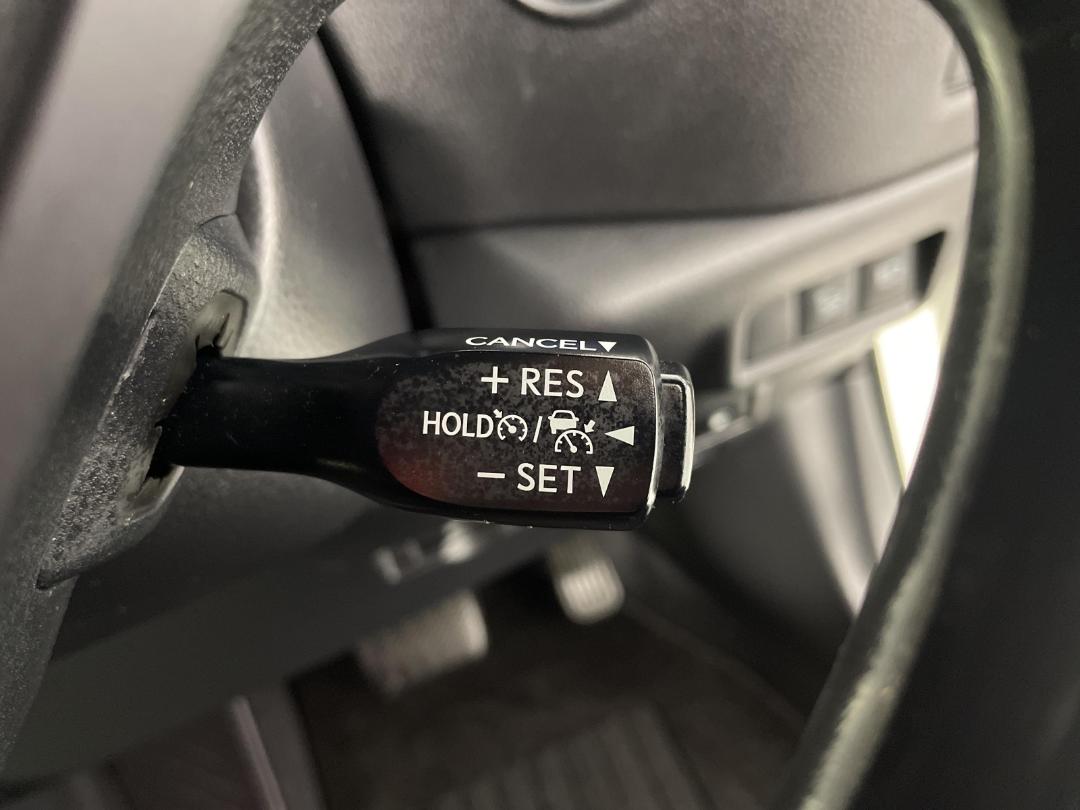 CANCEL▼
+ RES ▲
HOLD / ◀
− SET ▼